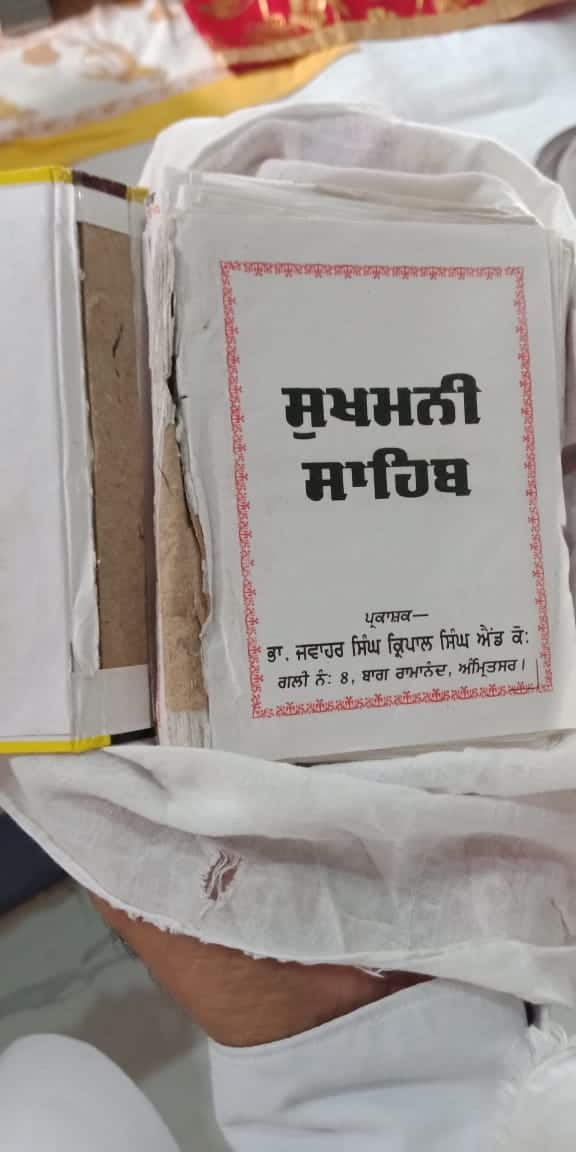 ਸੁਖਮਨੀ
ਸਾਹਿਬ
ਪ੍ਰਕਾਸ਼ਕ—
ਭਾ. ਜਵਾਹਰ ਸਿੰਘ ਕ੍ਰਿਪਾਲ ਸਿੰਘ ਐਂਡ ਕੋ:
ਗਲੀ ਨੰ: 8, ਬਾਗ ਰਾਮਾਨੰਦ, ਅੰਮ੍ਰਿਤਸਰ।